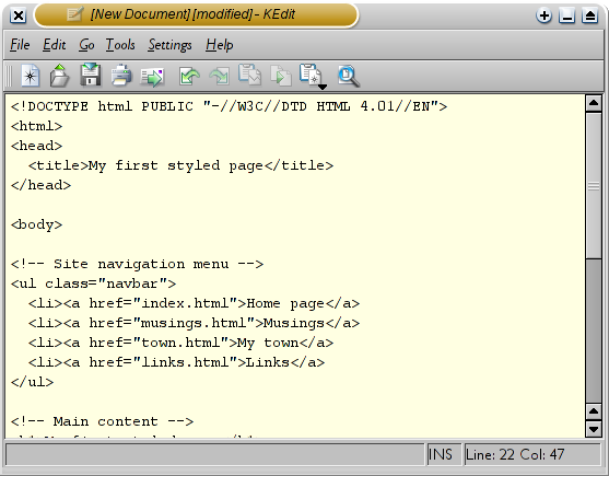 [New Document] [modified] - KEdit
File Edit Go Tools Settings Help
<!DOCTYPE html PUBLIC "-//W3C//DTD HTML 4.01//EN">
<html>
<head>
  <title>My first styled page</title>
</head>
<body>
<!-- Site navigation menu -->
<ul class="navbar">
  <li><a href="index.html">Home page</a>
  <li><a href="musings.html">Musings</a>
  <li><a href="town.html">My town</a>
  <li><a href="links.html">Links</a>
</ul>
<!-- Main content -->
INS Line: 22 Col: 47